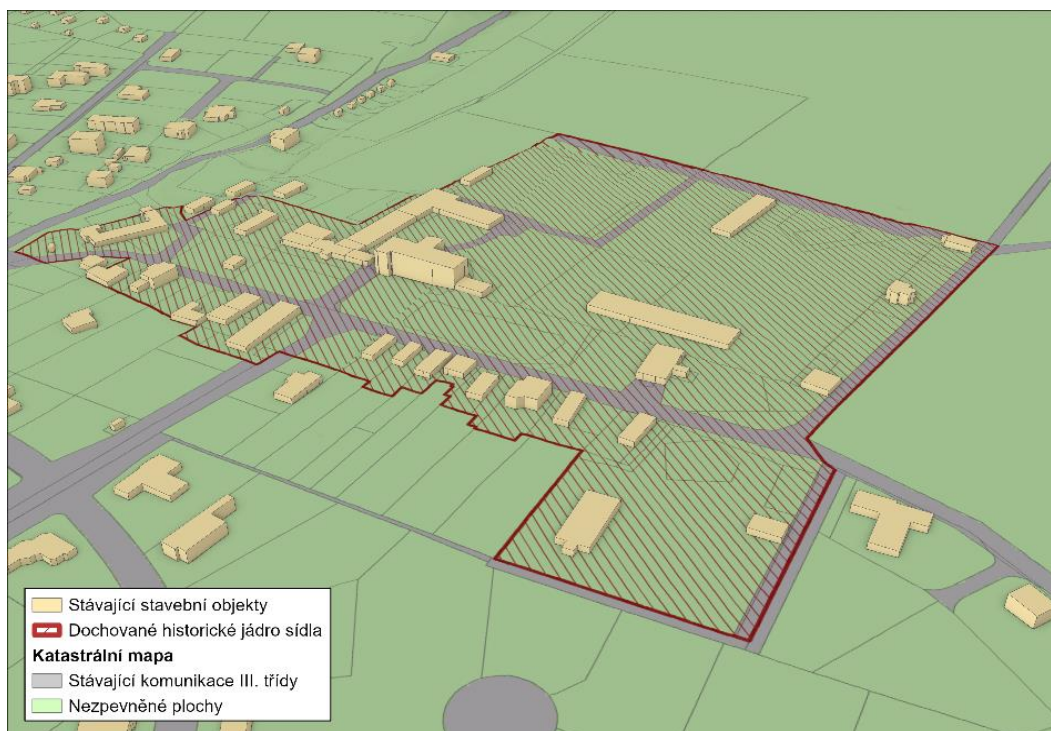 Stávající stavební objekty
Dochované historické jádro sídla
Katastrální mapa
Stávající komunikace III. třídy
Nezpevněné plochy